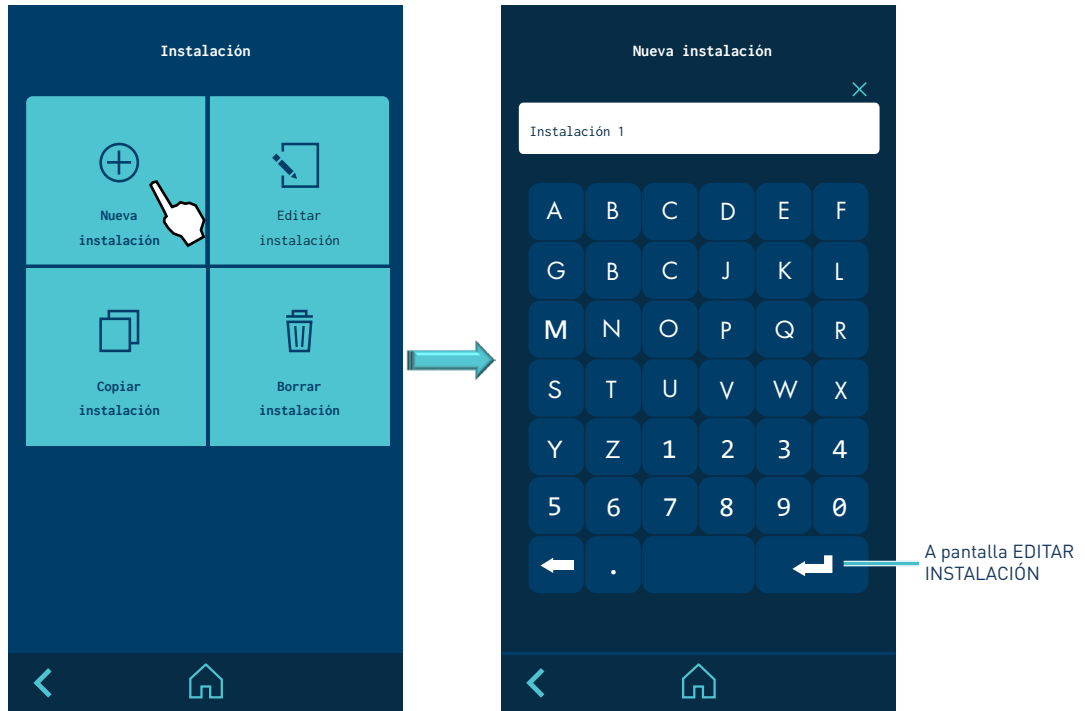 Instalación
Nueva
instalación
Editar
instalación
Copiar
instalación
Borrar
instalación
Nueva instalación
Instalación 1
A B C D E F
G B C J K L
M N O P Q R
S T U V W X
Y Z 1 2 3 4
5 6 7 8 9 0
.
A pantalla EDITAR
INSTALACIÓN